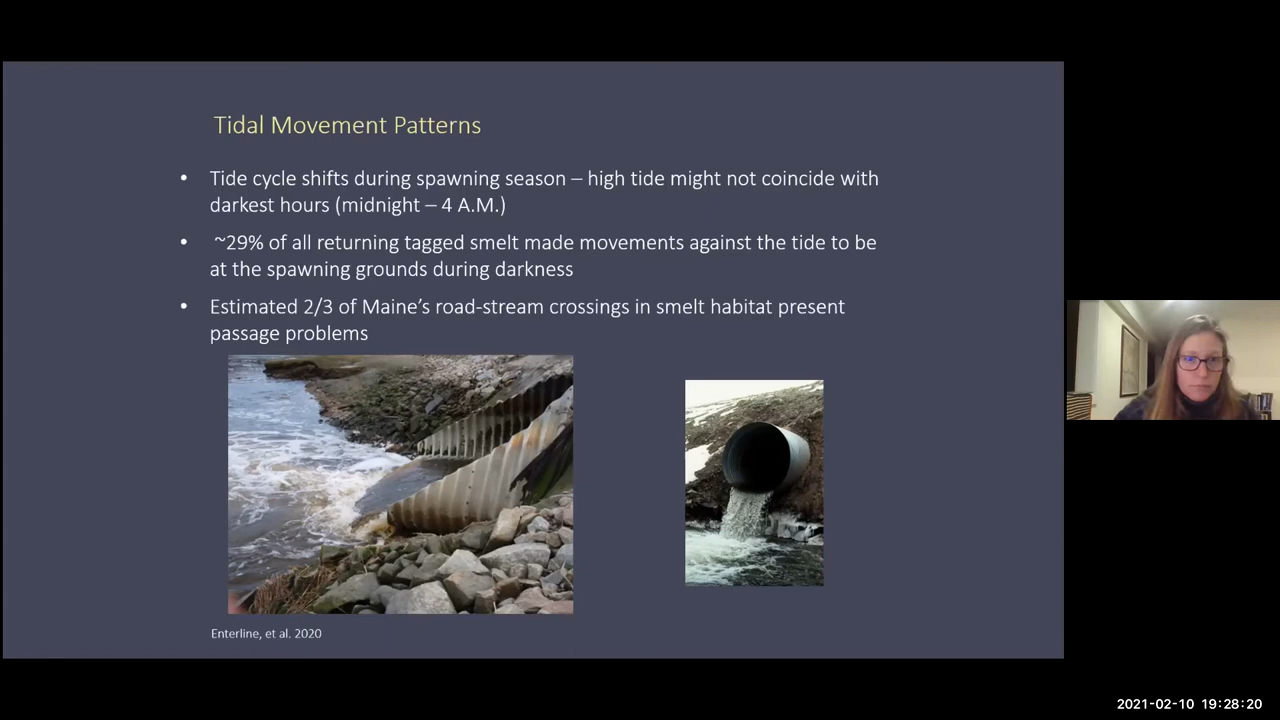 Tidal Movement Patterns
• Tide cycle shifts during spawning season – high tide might not coincide with
darkest hours (midnight – 4 A.M.)
• ~29% of all returning tagged smelt made movements against the tide to be
at the spawning grounds during darkness
• Estimated 2/3 of Maine’s road-stream crossings in smelt habitat present
passage problems
Enterline, et al. 2020
2021-02-10 19:28:20